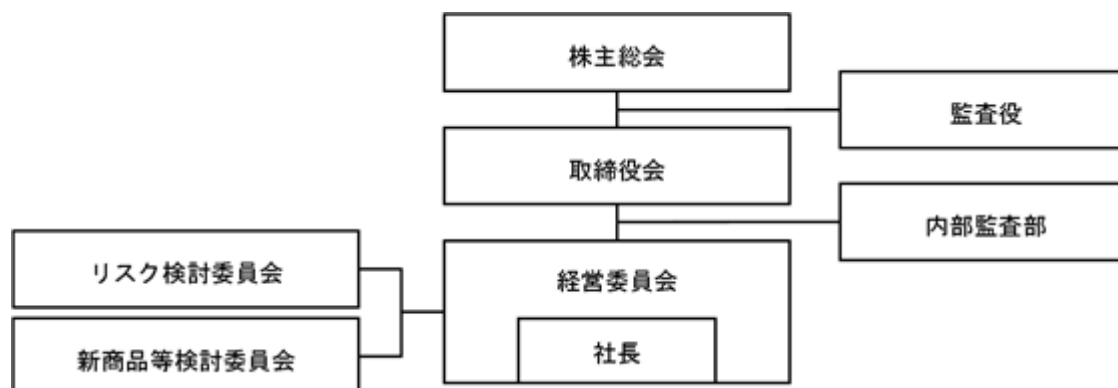 株主総会
監査役
取締役会
内部監査部
リスク検討委員会
経営委員会
新商品等検討委員会
社長